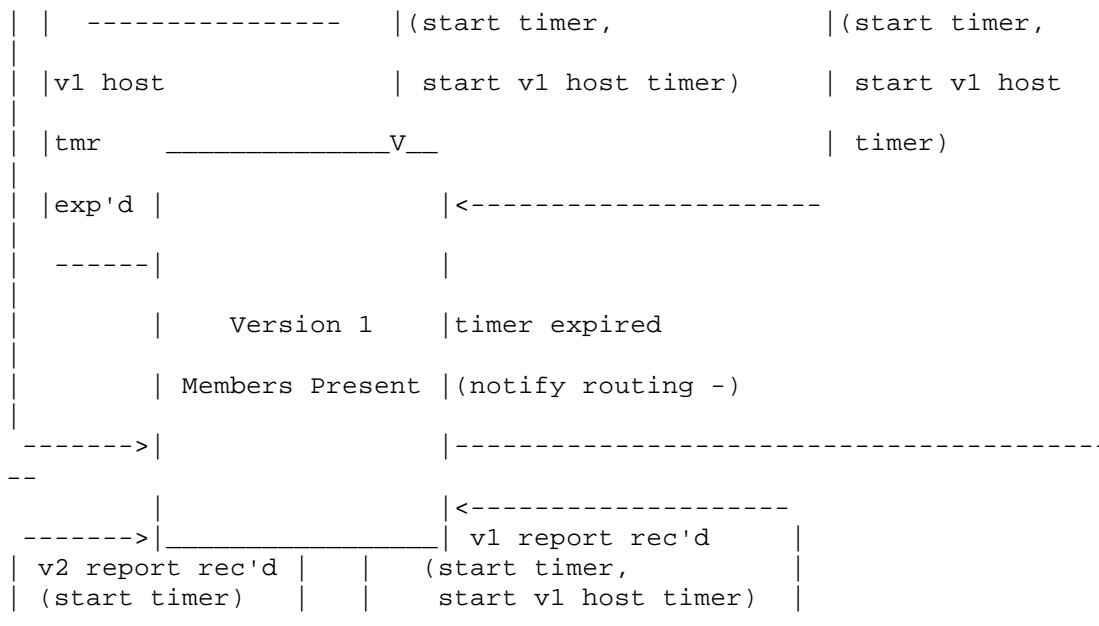 | |  ---------------- |(start timer, |(start timer,
|
| |v1 host | start v1 host timer) | start v1 host
|
| |tmr ______________V__ | timer)
|
| |exp'd | |<----------------------
|
| ------| |
|
| | Version 1 |timer expired
|
| | Members Present |(notify routing -)
|
------->| |-----------------------------------------
--
| |<--------------------
------->|_________________| v1 report rec'd |
| v2 report rec'd | | (start timer, |
| (start timer) | | start v1 host timer) |